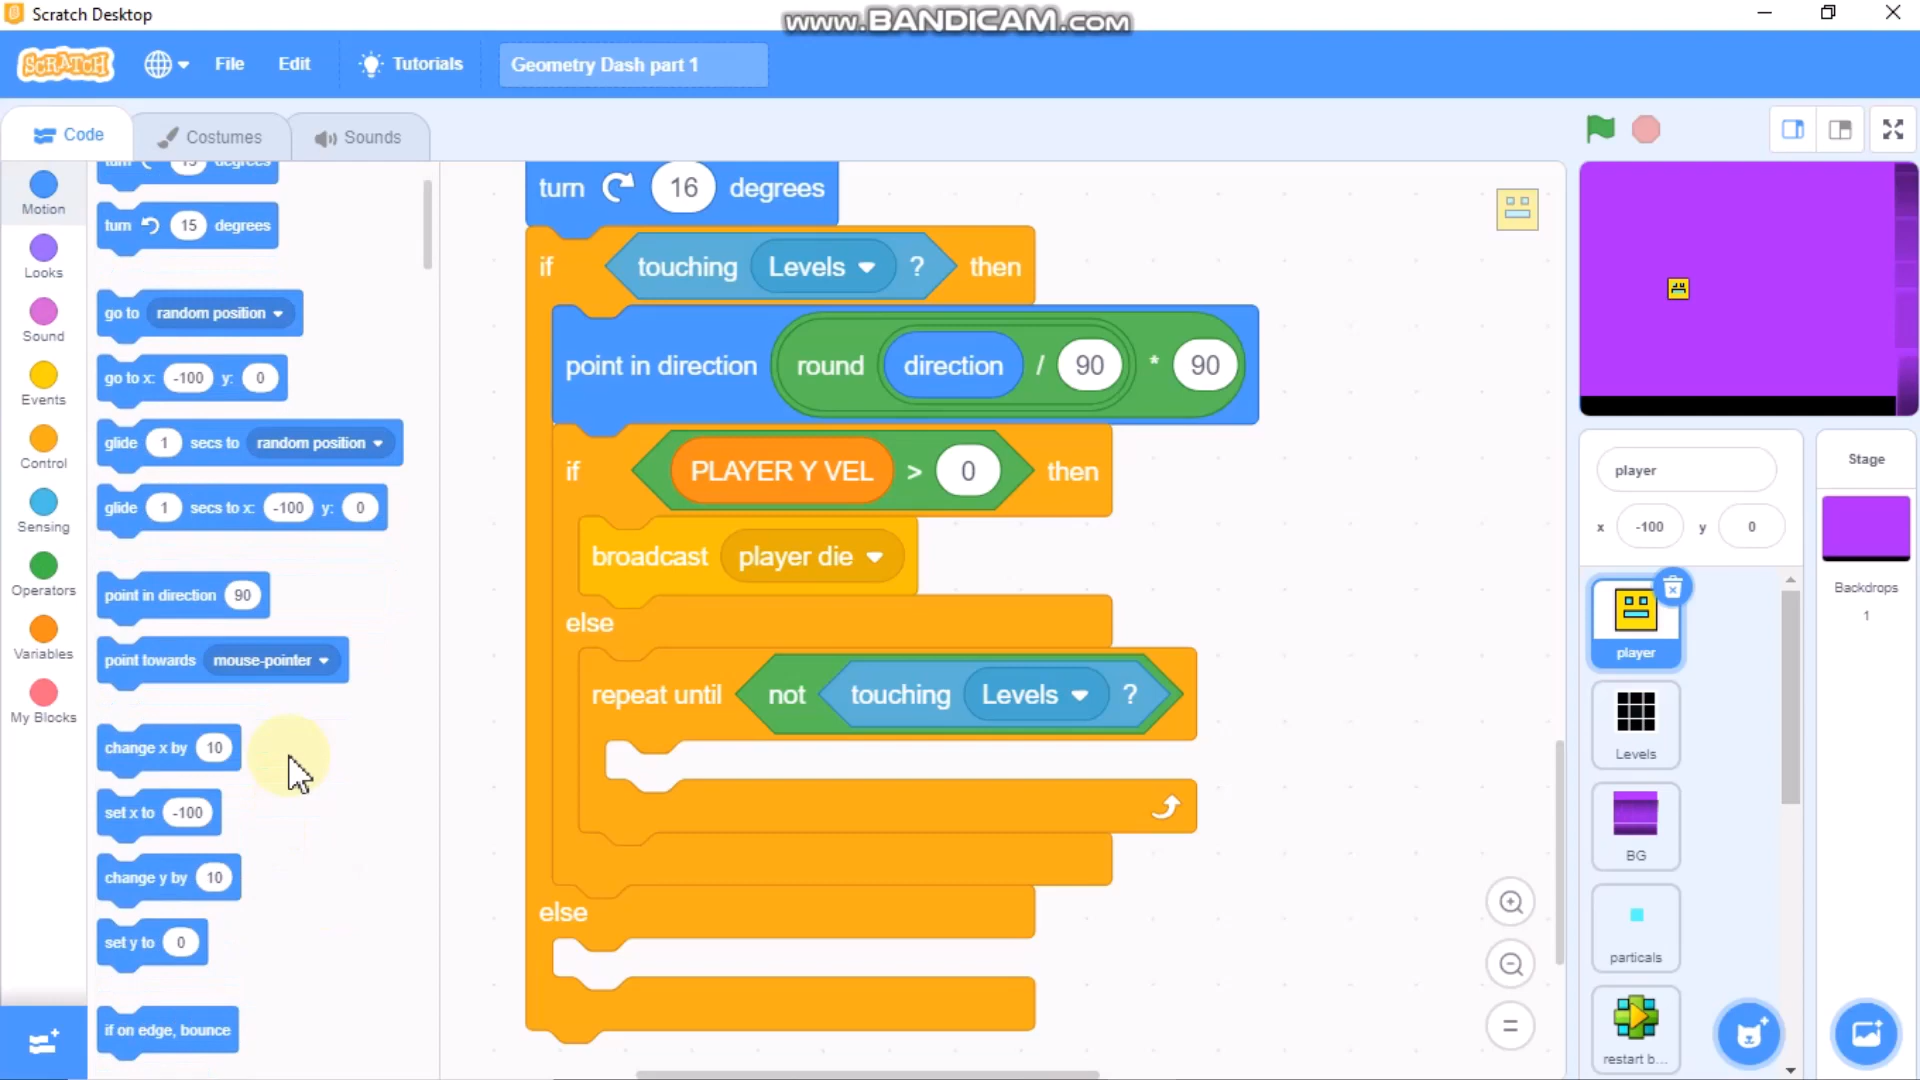 Scratch Desktop
www.BANDICAM.com
SCRATCH
File
Edit
Tutorials
Geometry Dash part 1
Code
Costumes
Sounds
Motion
Looks
Sound
Events
Control
Sensing
Operators
Variables
My Blocks
turn 15 degrees
turn 15 degrees
go to random position
go to x: -100 y: 0
glide 1 secs to random position
glide 1 secs to x: -100 y: 0
point in direction 90
point towards mouse-pointer
change x by 10
set x to -100
change y by 10
set y to 0
if on edge, bounce
turn 16 degrees
if touching Levels ? then
point in direction round direction / 90 * 90
if PLAYER Y VEL > 0 then
broadcast player die
else
repeat until not touching Levels ?
else
player
x -100 y 0
player
Levels
BG
particals
restart b...
Stage
Backdrops
1